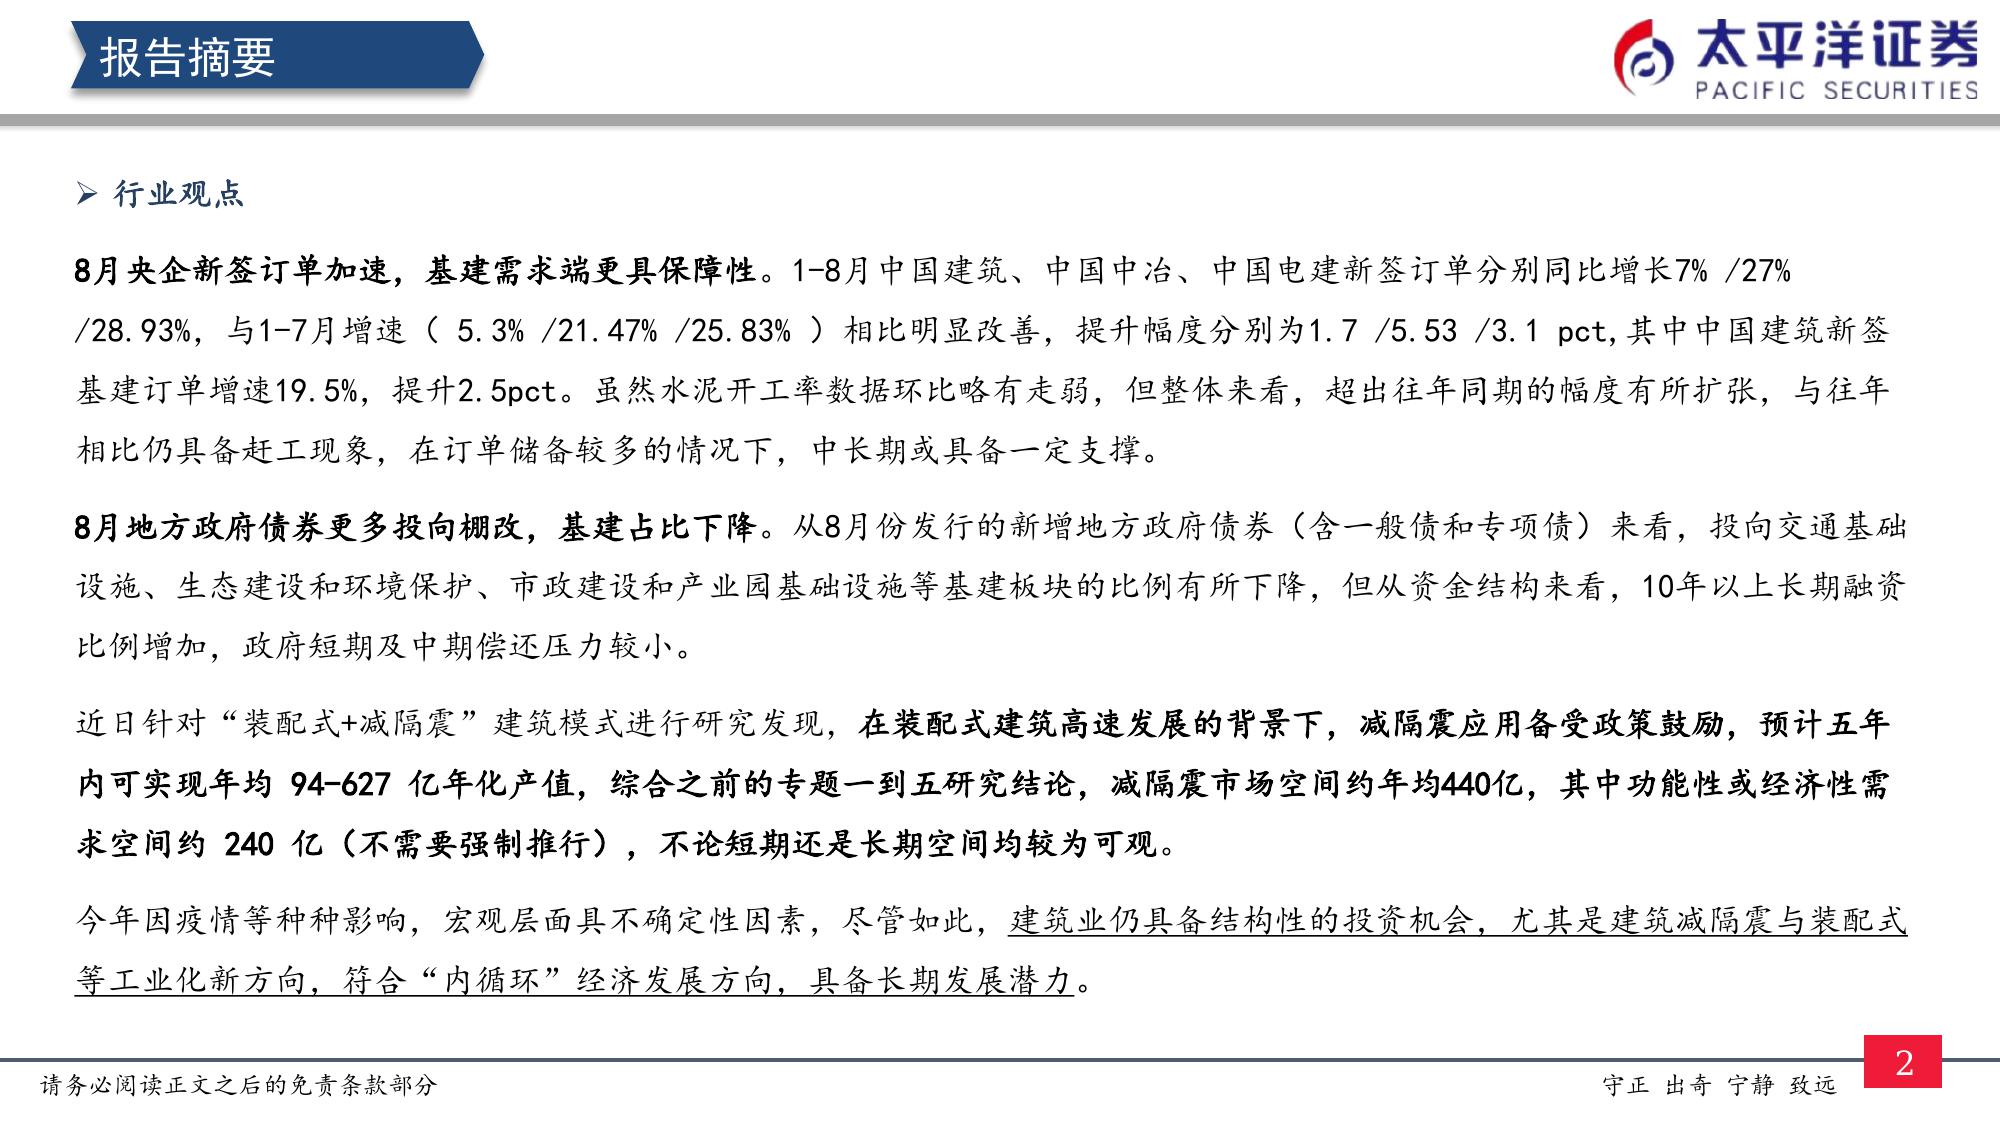 报告摘要
太平洋证券
PACIFIC SECURITIES
➢ 行业观点
8月央企新签订单加速，基建需求端更具保障性。1-8月中国建筑、中国中冶、中国电建新签订单分别同比增长7% /27%
/28.93%，与1-7月增速（ 5.3% /21.47% /25.83% ）相比明显改善，提升幅度分别为1.7 /5.53 /3.1 pct,其中中国建筑新签
基建订单增速19.5%，提升2.5pct。虽然水泥开工率数据环比略有走弱，但整体来看，超出往年同期的幅度有所扩张，与往年
相比仍具备赶工现象，在订单储备较多的情况下，中长期或具备一定支撑。
8月地方政府债券更多投向棚改，基建占比下降。从8月份发行的新增地方政府债券（含一般债和专项债）来看，投向交通基础
设施、生态建设和环境保护、市政建设和产业园基础设施等基建板块的比例有所下降，但从资金结构来看，10年以上长期融资
比例增加，政府短期及中期偿还压力较小。
近日针对“装配式+减隔震”建筑模式进行研究发现，在装配式建筑高速发展的背景下，减隔震应用备受政策鼓励，预计五年
内可实现年均 94-627 亿年化产值，综合之前的专题一到五研究结论，减隔震市场空间约年均440亿，其中功能性或经济性需
求空间约 240 亿（不需要强制推行），不论短期还是长期空间均较为可观。
今年因疫情等种种影响，宏观层面具不确定性因素，尽管如此，建筑业仍具备结构性的投资机会，尤其是建筑减隔震与装配式
等工业化新方向，符合“内循环”经济发展方向，具备长期发展潜力。
请务必阅读正文之后的免责条款部分
守正 出奇 宁静 致远
2